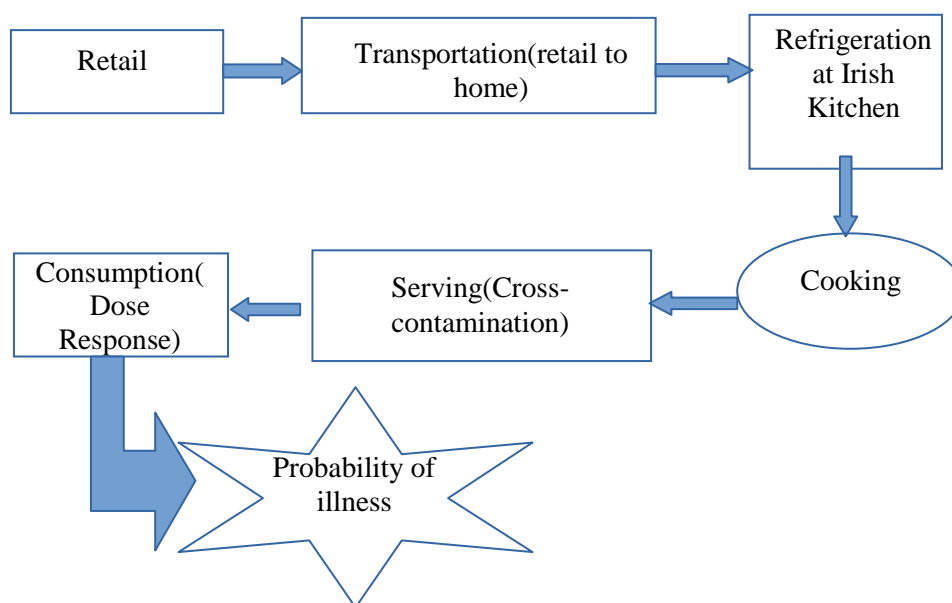 Retail
Transportation(retail to
home)
Refrigeration
at Irish
Kitchen
Cooking
Serving(Cross-
contamination)
Consumption(
Dose
Response)
Probability of
illness